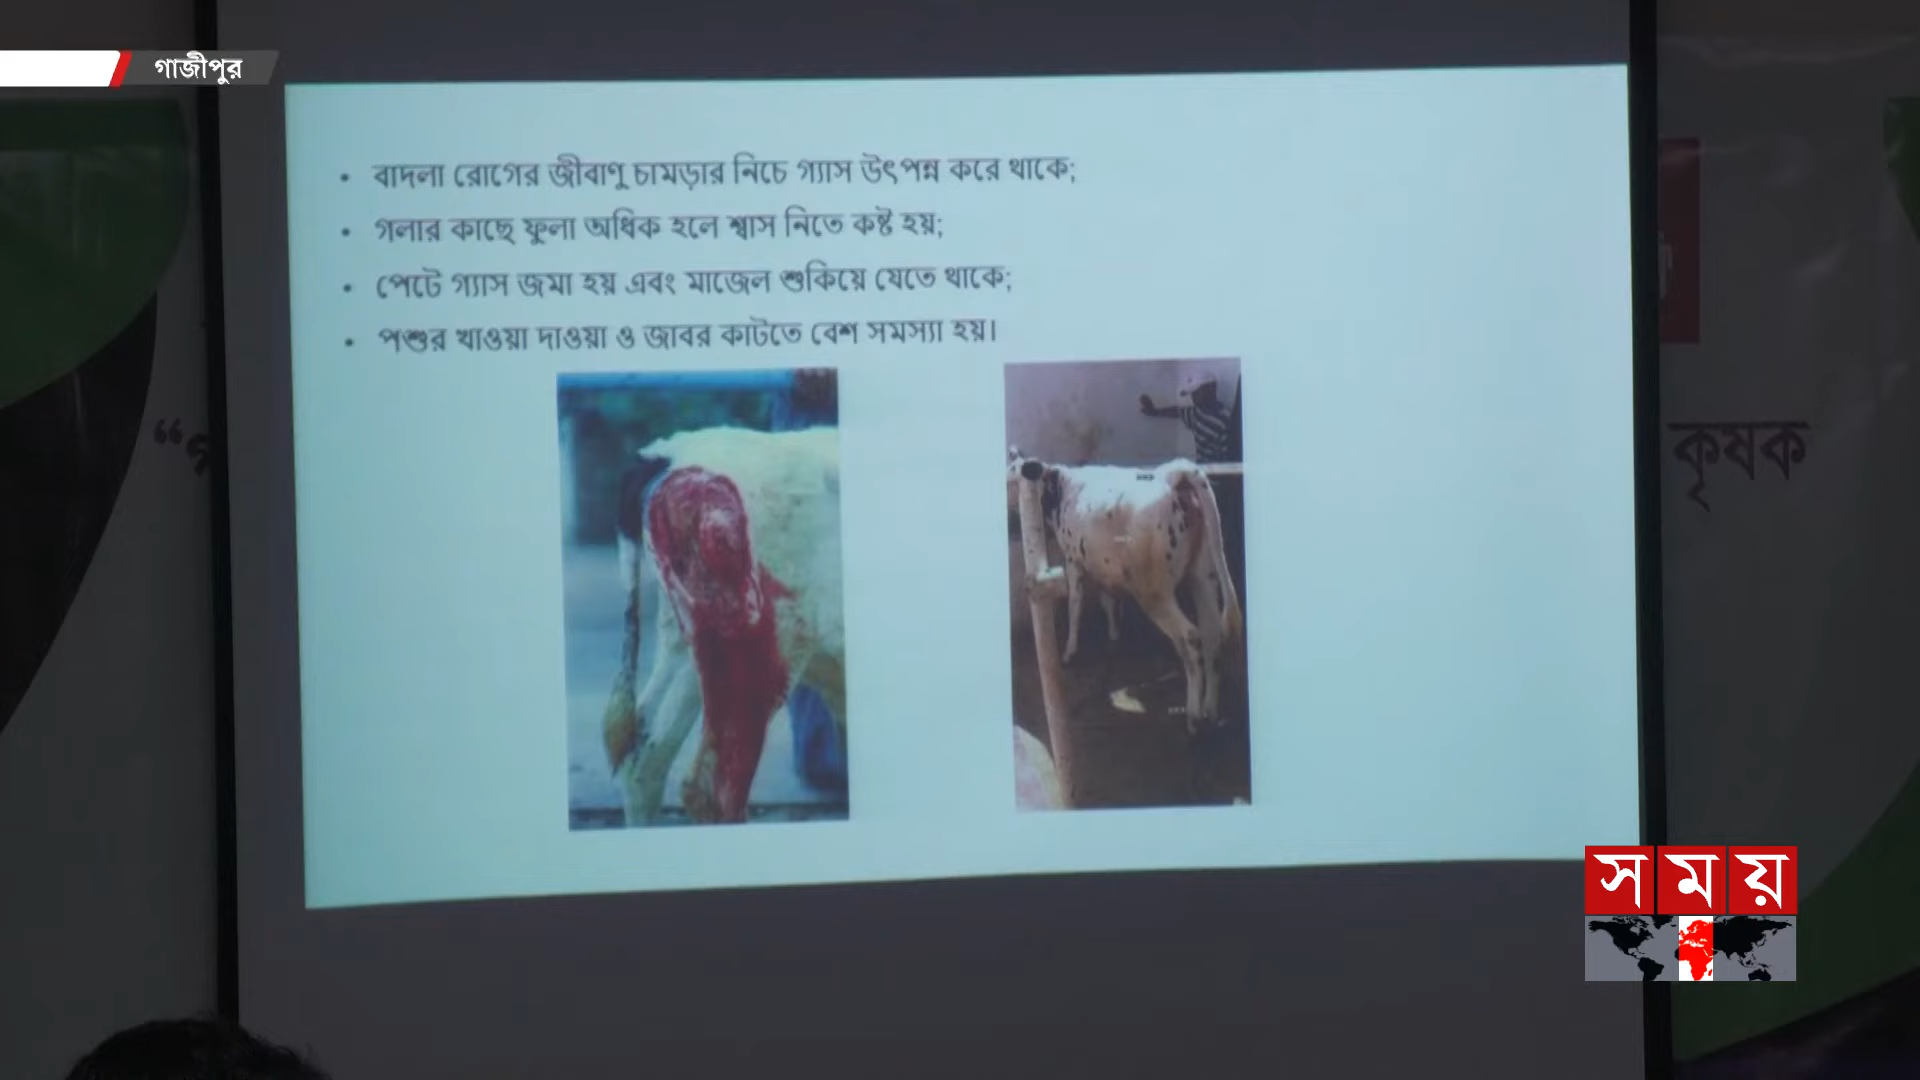 গাজীপুর
• বাদলা রোগের জীবাণু চামড়ার নিচে গ্যাস উৎপন্ন করে থাকে;
• গলার কাছে ফুলা অধিক হলে শ্বাস নিতে কষ্ট হয়;
• পেটে গ্যাস জমা হয় এবং মাজেল শুকিয়ে যেতে থাকে;
• পশুর খাওয়া দাওয়া ও জাবর কাটতে বেশ সমস্যা হয়।
কৃষক
সময়